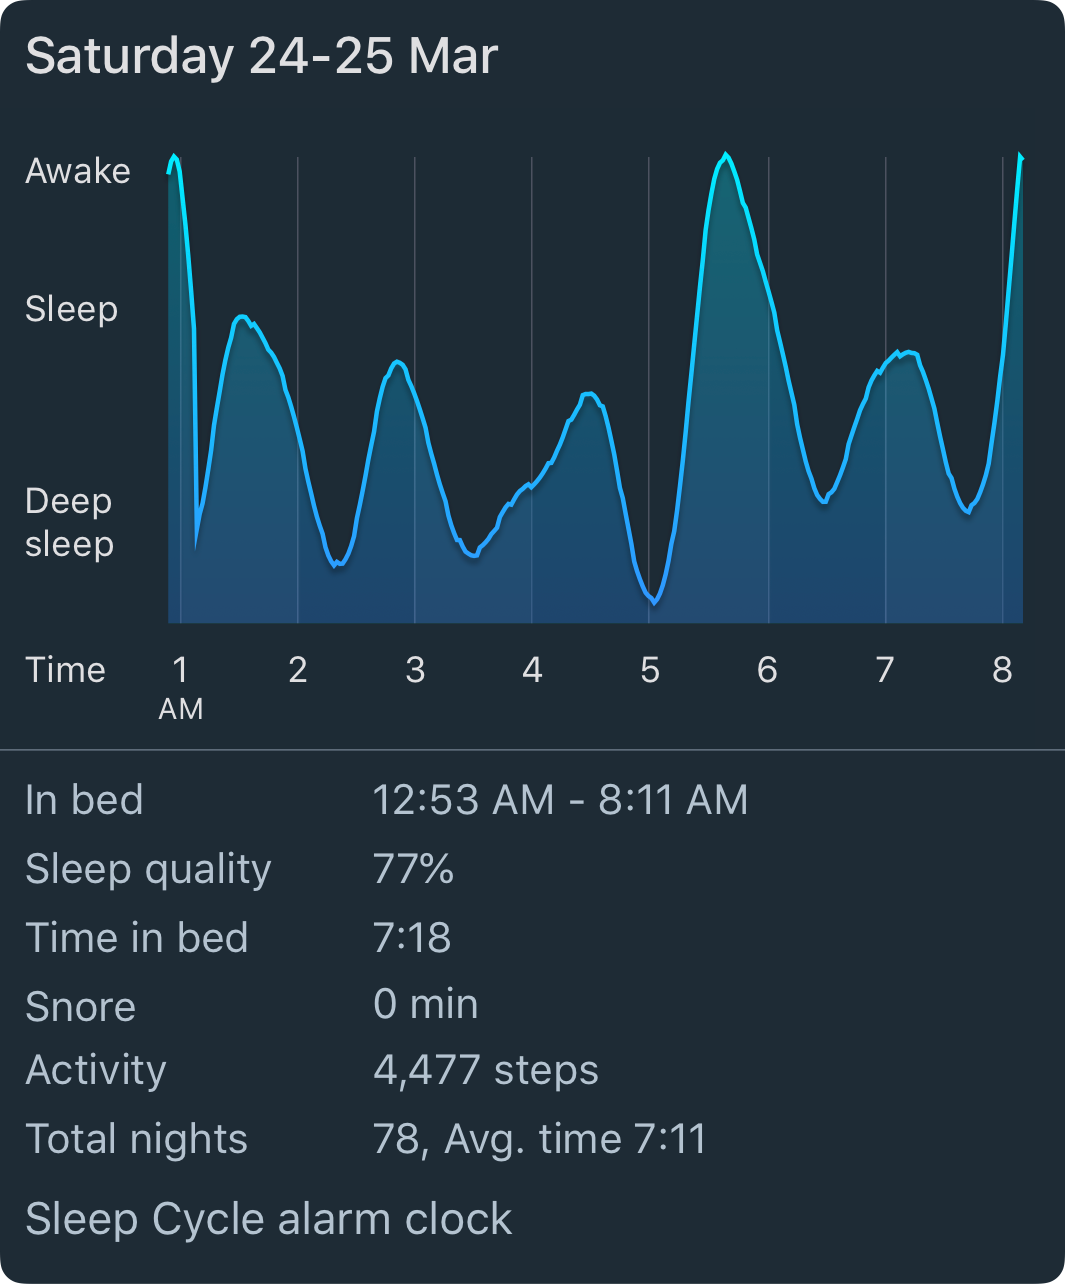 Saturday 24-25 Mar
Awake
Sleep
Deep
sleep
Time 1 2 3 4 5 6 7 8
AM
In bed 12:53 AM - 8:11 AM
Sleep quality 77%
Time in bed 7:18
Snore 0 min
Activity 4,477 steps
Total nights 78, Avg. time 7:11
Sleep Cycle alarm clock